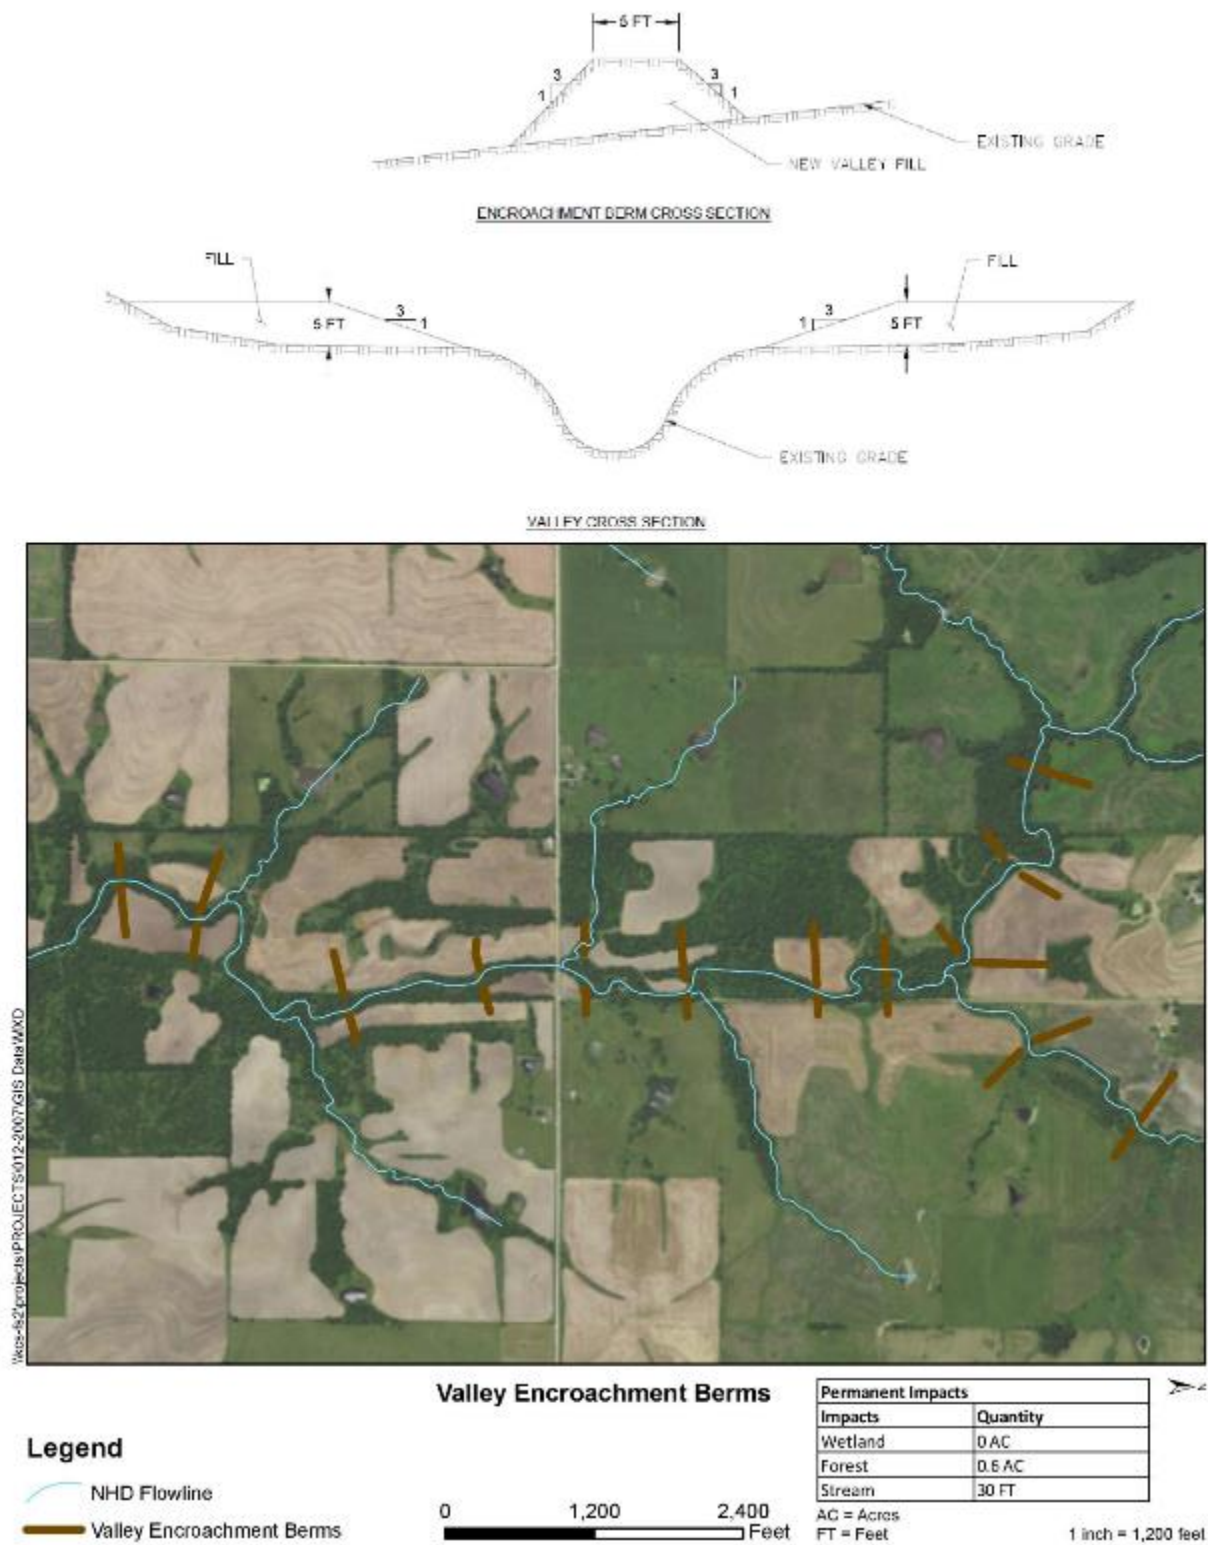 5 FT
3
3
1
1
EXISTING GRADE
NEW VALLEY FILL
ENCROACHMENT BERM CROSS SECTION
FILL
FILL
3
3
5 FT
1
1
5 FT
EXISTING GRADE
VALLEY CROSS SECTION
Valley Encroachment Berms
Permanent Impacts
Impacts Quantity
Wetland 0 AC
Forest 0.6 AC
Stream 30 FT
AC = Acres
FT = Feet
1 inch = 1,200 feet
Legend
NHD Flowline
Valley Encroachment Berms
0 1,200 2,400
Feet